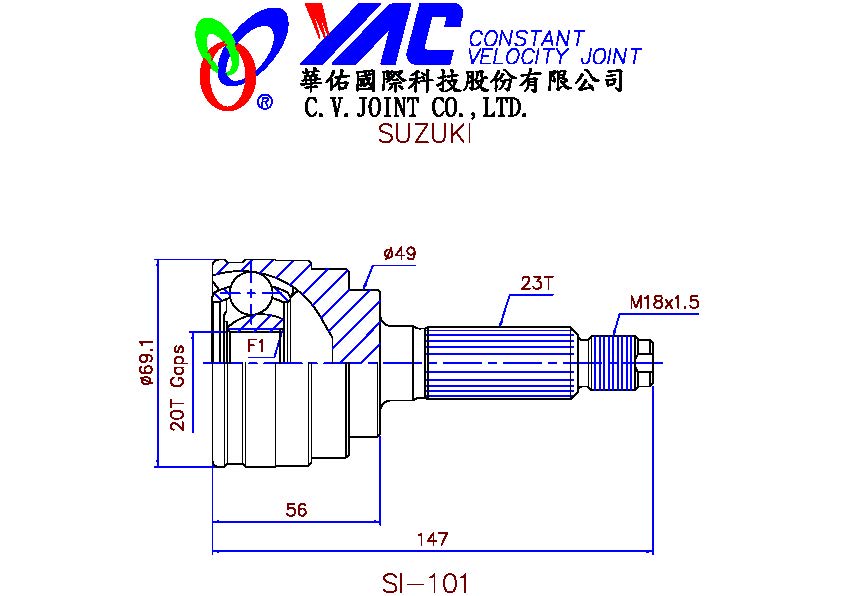 YAC CONSTANT
VELOCITY JOINT
®
華佑國際科技股份有限公司
C.V.JOINT CO.,LTD.
SUZUKI
ø49
23T
M18x1.5
ø69.1
20T Gaps
F1
56
147
SI-101